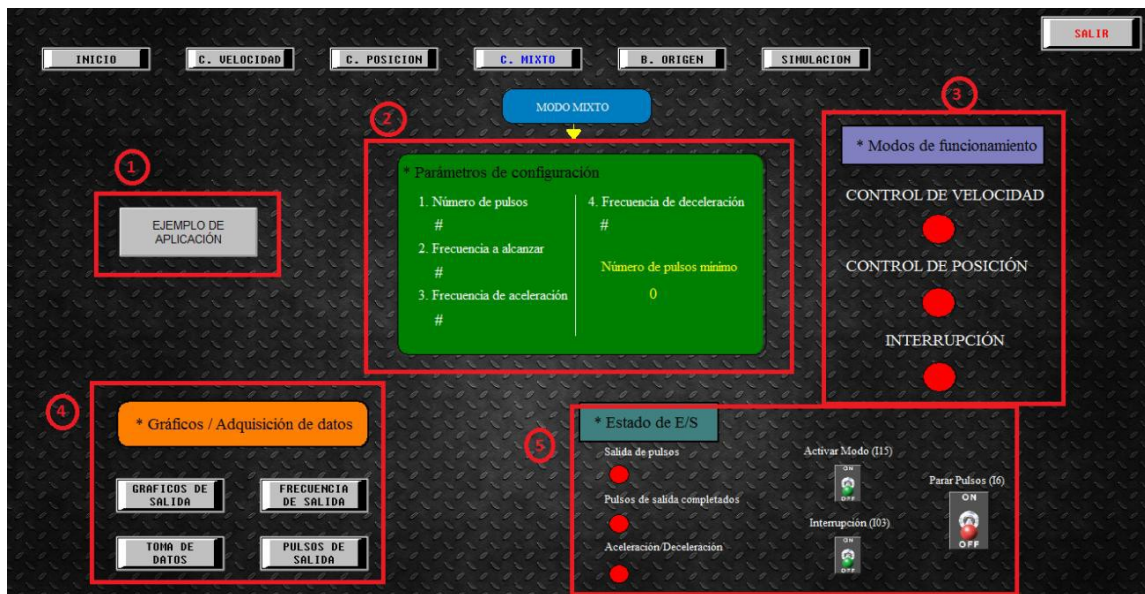 SALIR
INICIO
C. VELOCIDAD
C. POSICION
C. MIXTO
B. ORIGEN
SIMULACION
MODO MIXTO
1
EJEMPLO DE
APLICACIÓN
2
* Parámetros de configuración
1. Número de pulsos
#
2. Frecuencia a alcanzar
#
3. Frecuencia de aceleración
#
4. Frecuencia de deceleración
#
Número de pulsos mínimo
0
3
* Modos de funcionamiento
CONTROL DE VELOCIDAD
CONTROL DE POSICIÓN
INTERRUPCIÓN
4
* Gráficos / Adquisición de datos
GRAFICOS DE
SALIDA
FRECUENCIA
DE SALIDA
TOMA DE
DATOS
PULSOS DE
SALIDA
5
* Estado de E/S
Salida de pulsos
Pulsos de salida completados
Aceleración/Deceleración
Activar Modo (I15)
ON
OFF
Interrupción (I03)
ON
OFF
Parar Pulsos (I6)
ON
OFF